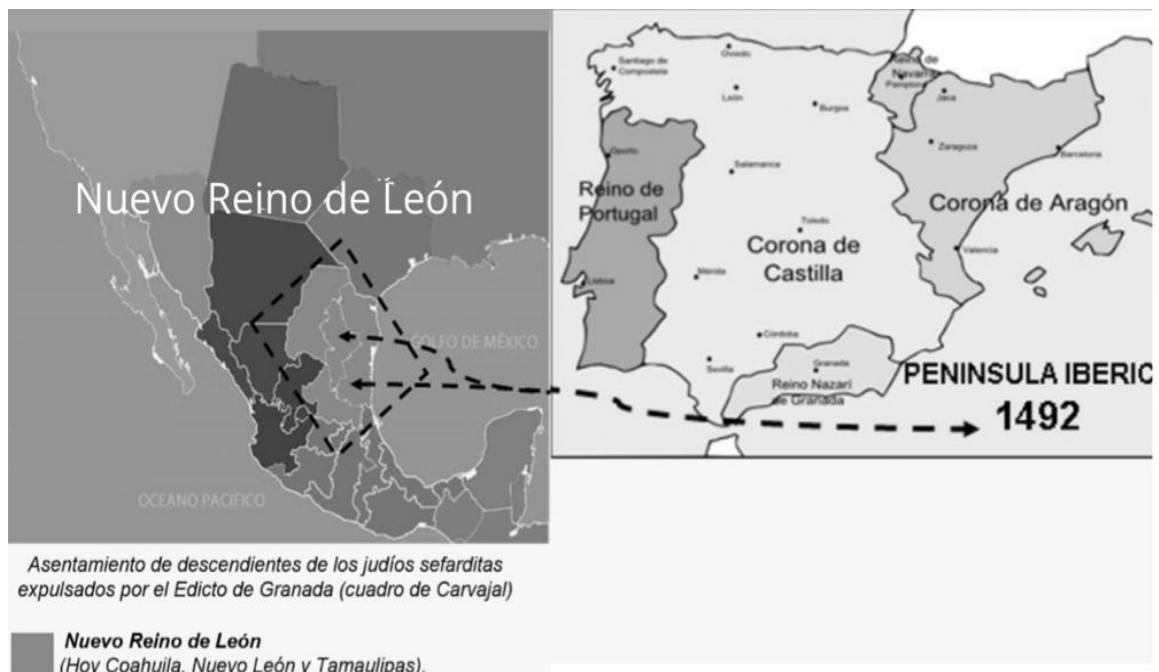 Nuevo Reino de León
GOLFO DE MÉXICO
OCEANO PACIFICO
Asentamiento de descendientes de los judíos sefarditas
expulsados por el Edicto de Granada (cuadro de Carvajal)
Nuevo Reino de León
(Hoy Coahuila, Nuevo León y Tamaulipas).
Santiago de
Compostela
Oviedo
León
Burgos
Reino de
Navarra
Pamplona
Jaca
Zaragoza
Barcelona
Oporto
Salamanca
Reino de
Portugal
Corona de Aragón
Toledo
Corona de
Castilla
Valencia
Mérida
Lisboa
Córdoba
Sevilla
Granada
Reino Nazarí
de Granada
PENINSULA IBERIC
1492